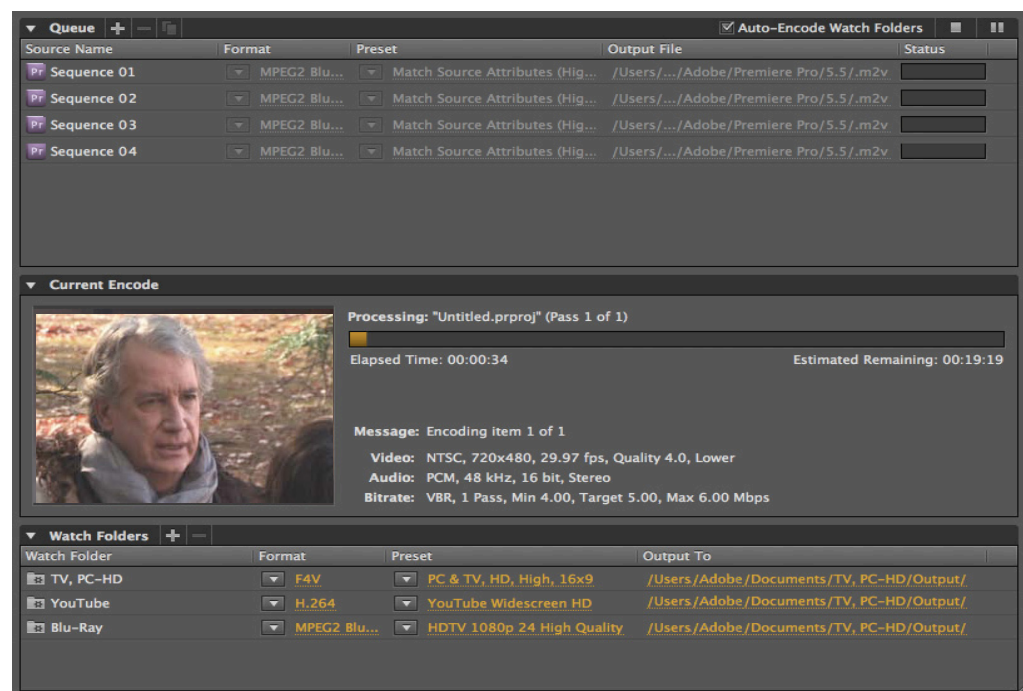 Queue Auto-Encode Watch Folders
Source Name Format Preset Output File Status
Pr Sequence 01 MPEG2 Blu... Match Source Attributes (Hig... /Users/.../Adobe/Premiere Pro/5.5/.m2v
Pr Sequence 02 MPEG2 Blu... Match Source Attributes (Hig... /Users/.../Adobe/Premiere Pro/5.5/.m2v
Pr Sequence 03 MPEG2 Blu... Match Source Attributes (Hig... /Users/.../Adobe/Premiere Pro/5.5/.m2v
Pr Sequence 04 MPEG2 Blu... Match Source Attributes (Hig... /Users/.../Adobe/Premiere Pro/5.5/.m2v
Current Encode
Processing: "Untitled.prproj" (Pass 1 of 1)
Elapsed Time: 00:00:34 Estimated Remaining: 00:19:19
Message: Encoding item 1 of 1
Video: NTSC, 720x480, 29.97 fps, Quality 4.0, Lower
Audio: PCM, 48 kHz, 16 bit, Stereo
Bitrate: VBR, 1 Pass, Min 4.00, Target 5.00, Max 6.00 Mbps
Watch Folders
Watch Folder Format Preset Output To
TV, PC-HD F4V PC & TV, HD, High, 16x9 /Users/Adobe/Documents/TV, PC-HD/Output/
YouTube H.264 YouTube Widescreen HD /Users/Adobe/Documents/TV, PC-HD/Output/
Blu-Ray MPEG2 Blu... HDTV 1080p 24 High Quality /Users/Adobe/Documents/TV, PC-HD/Output/